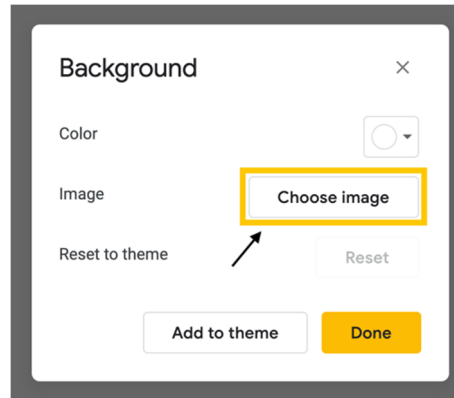 Background
Color
Image
Choose image
Reset to theme
Reset
Add to theme
Done